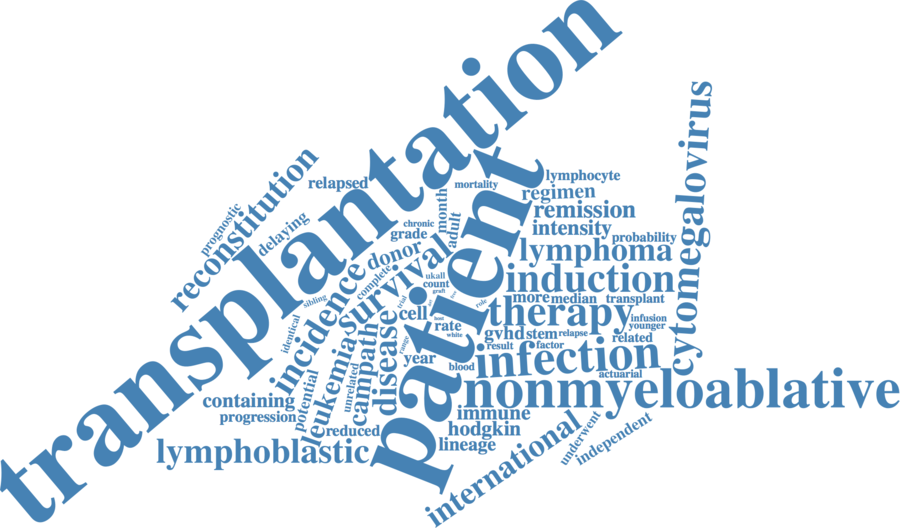 transplantation
patient
nonmyeloablative
cytomegalovirus
reconstitution
infection
induction
therapy
lymphoma
survival
incidence
international
lymphoblastic
leukemia
disease
campath
donor
cell
remission
intensity
regimen
lymphocyte
mortality
probability
relapsed
prognostic
delaying
chronic
grade
month
adult
complete
sibling
identical
ukall
count
graft
trial
host
rate
white
role
range
year
unrelated
potential
containing
progression
reduced
more
median
transplant
infusion
younger
related
gvhd
stem
relapse
result
factor
blood
actuarial
immune
hodgkin
lineage
underwent
independent